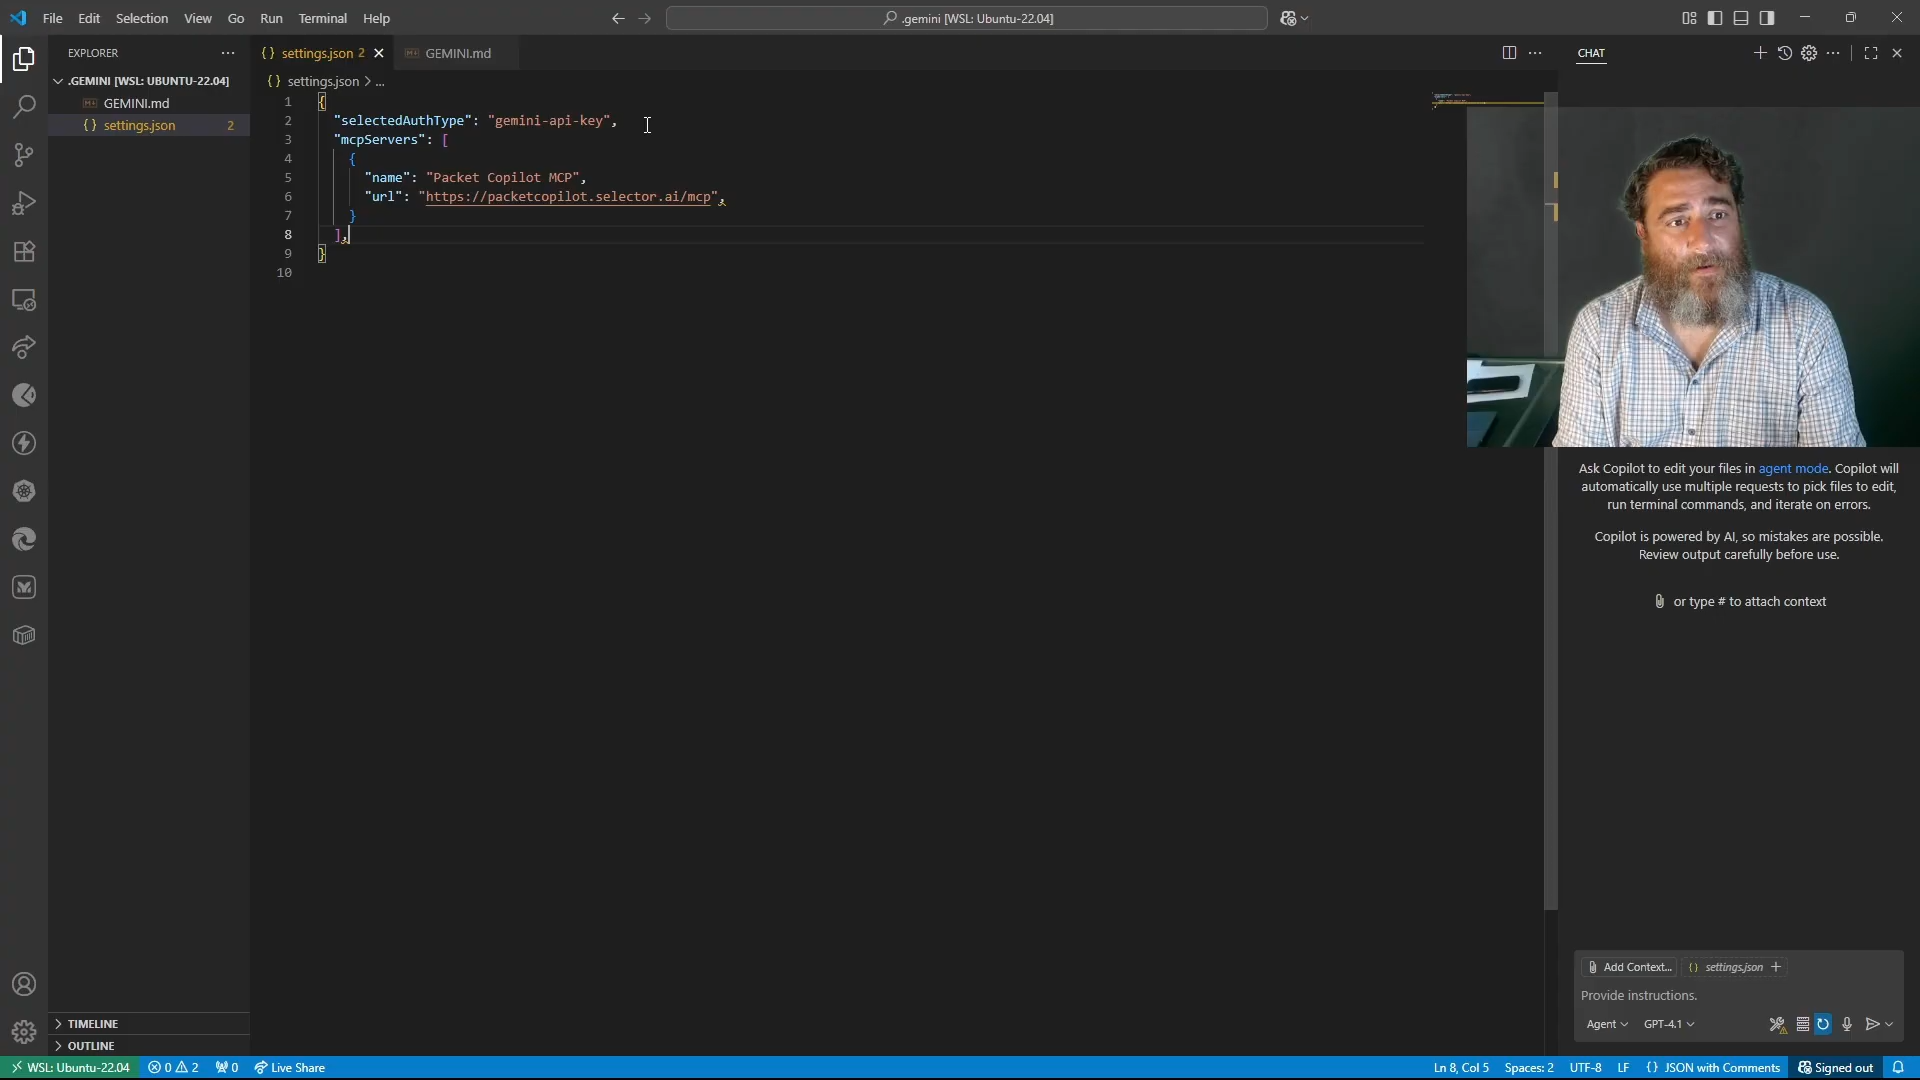 File Edit Selection View Go Run Terminal Help
.gemini [WSL: Ubuntu-22.04]
EXPLORER
.GEMINI [WSL: UBUNTU-22.04]
GEMINI.md
{} settings.json 2
{} settings.json 2
GEMINI.md
{} settings.json > ...
1 {
2 "selectedAuthType": "gemini-api-key",
3 "mcpServers": [
4 {
5 "name": "Packet Copilot MCP",
6 "url": "https://packetcopilot.selector.ai/mcp",
7 }
8 ],
9 }
10
CHAT
Ask Copilot to edit your files in agent mode. Copilot will
automatically use multiple requests to pick files to edit,
run terminal commands, and iterate on errors.
Copilot is powered by AI, so mistakes are possible.
Review output carefully before use.
or type # to attach context
Add Context... {} settings.json +
Provide instructions.
Agent GPT-4.1
TIMELINE
OUTLINE
WSL: Ubuntu-22.04 0 2 0 Live Share
Ln 8, Col 5 Spaces: 2 UTF-8 LF {} JSON with Comments Signed out